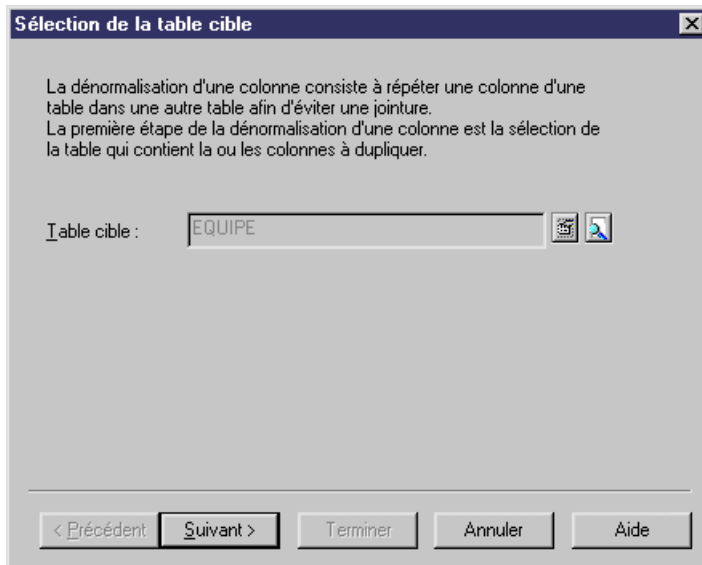 Sélection de la table cible
La dénormalisation d'une colonne consiste à répéter une colonne d'une
table dans une autre table afin d'éviter une jointure.
La première étape de la dénormalisation d'une colonne est la sélection de
la table qui contient la ou les colonnes à dupliquer.
Table cible : EQUIPE
< Précédent Suivant > Terminer Annuler Aide